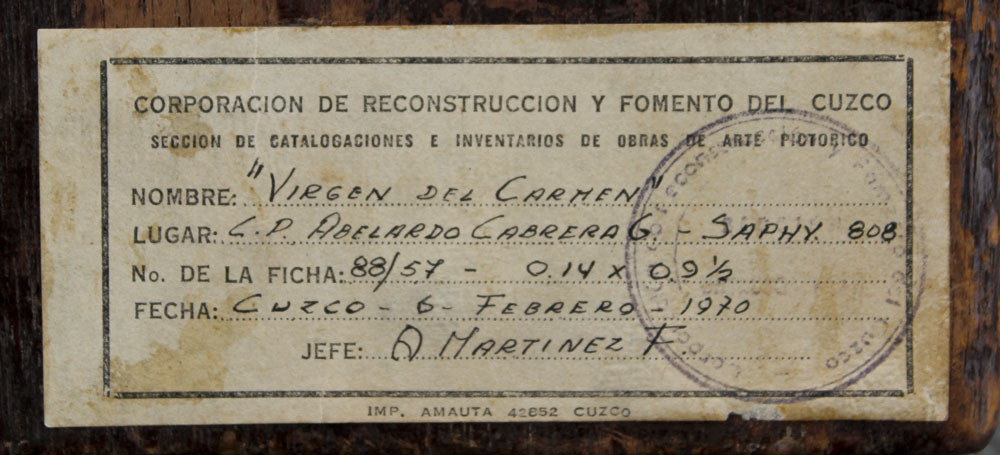 CORPORACION DE RECONSTRUCCION Y FOMENTO DEL CUZCO
SECCION DE CATALOGACIONES E INVENTARIOS DE OBRAS DE ARTE PICTORICO
NOMBRE: "VIRGEN DEL CARMEN"
LUGAR: C.P. ABELARDO CABRERA G. - SAPHY. 808
No. DE LA FICHA: 88/57 - 0.14 x 0.9 ½
FECHA: CUZCO - 6 - FEBRERO 1970
JEFE: A MARTINEZ F.
IMP. AMAUTA 42852 CUZCO